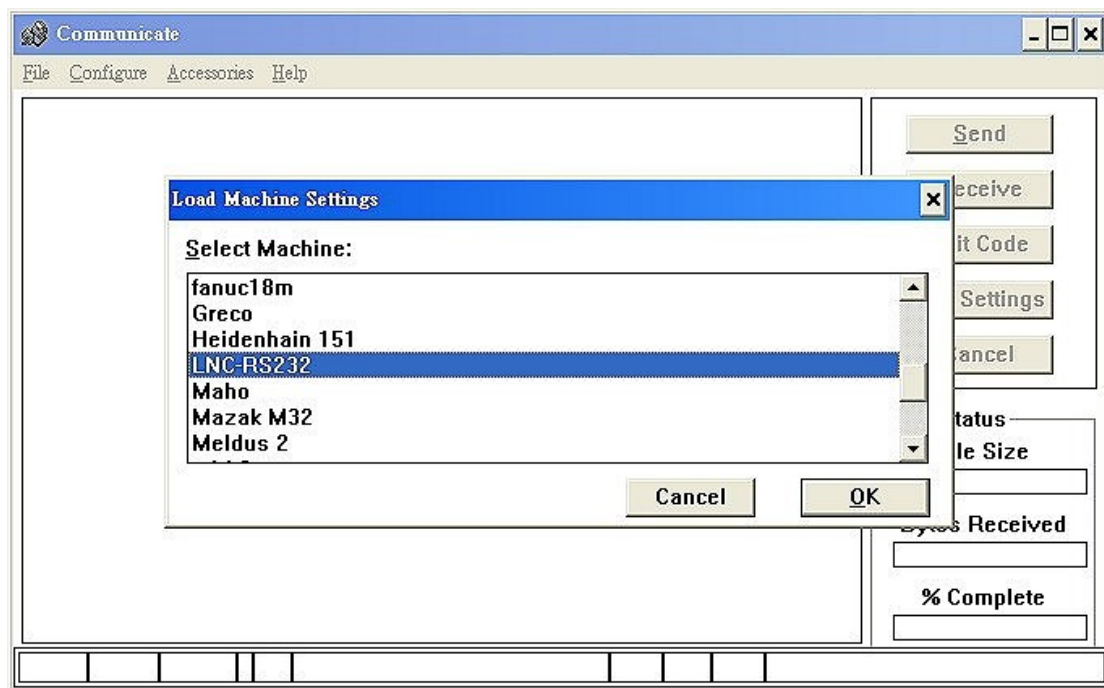 Communicate
File Configure Accessories Help
Send
eceive
it Code
Settings
ancel
Load Machine Settings
Select Machine:
fanuc18m
Greco
Heidenhain 151
LNC-RS232
Maho
Mazak M32
Meldus 2
Cancel OK
tatus
le Size
Bytes Received
% Complete